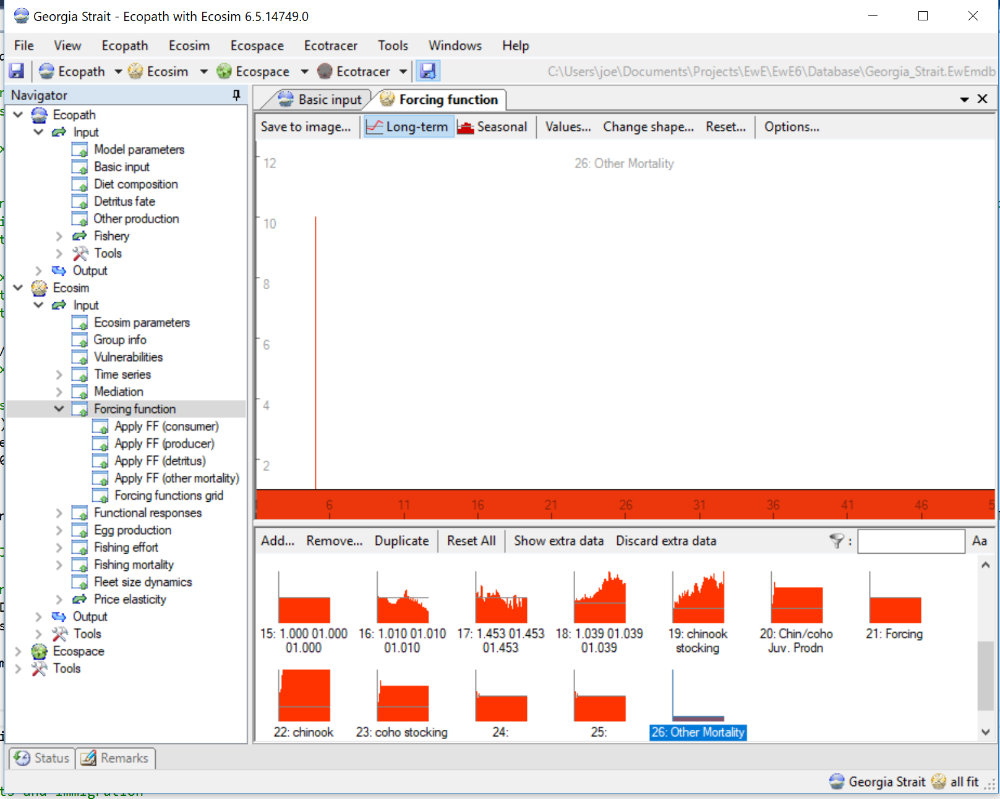 Georgia Strait - Ecopath with Ecosim 6.5.14749.0
File View Ecopath Ecosim Ecospace Ecotracer Tools Windows Help
Ecopath Ecosim Ecospace Ecotracer C:\Users\joe\Documents\Projects\EwE\EwE6\Database\Georgia_Strait.EwEmdb
Navigator
Ecopath
Input
Model parameters
Basic input
Diet composition
Detritus fate
Other production
Fishery
Tools
Output
Ecosim
Input
Ecosim parameters
Group info
Vulnerabilities
Time series
Mediation
Forcing function
Apply FF (consumer)
Apply FF (producer)
Apply FF (detritus)
Apply FF (other mortality)
Forcing functions grid
Functional responses
Egg production
Fishing effort
Fishing mortality
Fleet size dynamics
Price elasticity
Output
Tools
Ecospace
Tools
Basic input Forcing function
Save to image... Long-term Seasonal Values... Change shape... Reset... Options...
26: Other Mortality
12
10
8
6
4
2
6 11 16 21 26 31 36 41 46 5
Add... Remove... Duplicate Reset All Show extra data Discard extra data : Aa
15: 1.000 01.000 01.000
16: 1.010 01.010 01.010
17: 1.453 01.453 01.453
18: 1.039 01.039 01.039
19: chinook stocking
20: Chin/coho Juv. Prodn
21: Forcing
22: chinook
23: coho stocking
24:
25:
26: Other Mortality
Status Remarks
Georgia Strait all fit
ts and immigration